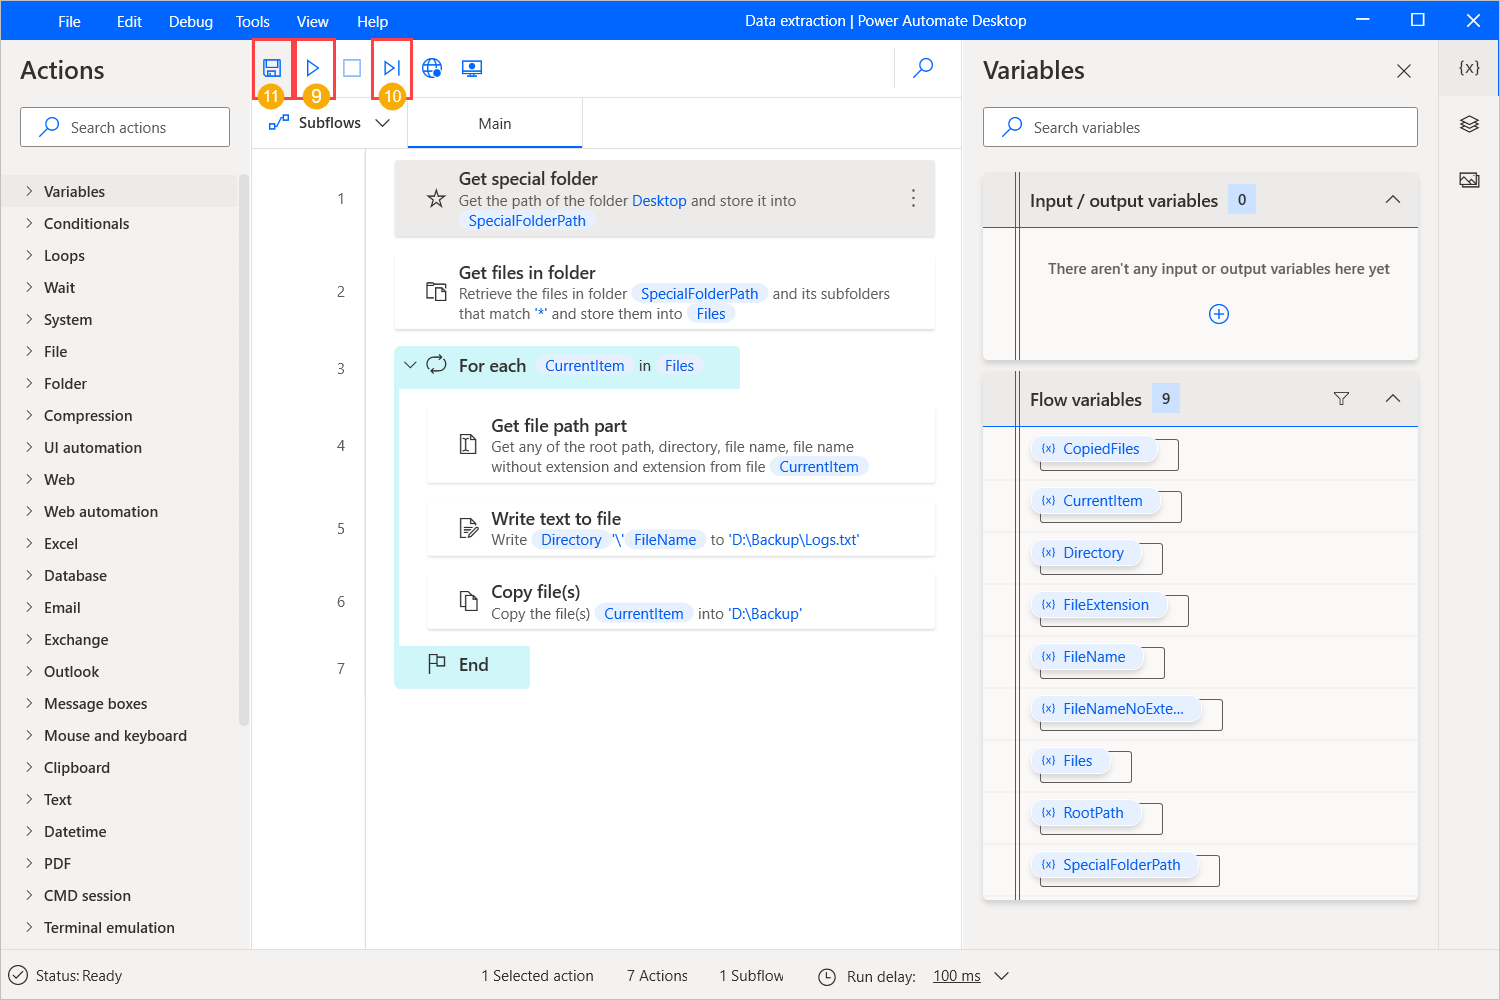 File Edit Debug Tools View Help
Data extraction | Power Automate Desktop
Actions
Search actions
Variables
Conditionals
Loops
Wait
System
File
Folder
Compression
UI automation
Web
Web automation
Excel
Database
Email
Exchange
Outlook
Message boxes
Mouse and keyboard
Clipboard
Text
Datetime
PDF
CMD session
Terminal emulation
11 9 10
Subflows
Main
1
Get special folder
Get the path of the folder Desktop and store it into
SpecialFolderPath
2
Get files in folder
Retrieve the files in folder SpecialFolderPath and its subfolders
that match '*' and store them into Files
3
For each CurrentItem in Files
4
Get file path part
Get any of the root path, directory, file name, file name
without extension and extension from file CurrentItem
5
Write text to file
Write Directory '\' FileName to 'D:\Backup\Logs.txt'
6
Copy file(s)
Copy the file(s) CurrentItem into 'D:\Backup'
7
End
Variables
{x}
Search variables
Input / output variables 0
There aren't any input or output variables here yet
Flow variables 9
{x} CopiedFiles
{x} CurrentItem
{x} Directory
{x} FileExtension
{x} FileName
{x} FileNameNoExte...
{x} Files
{x} RootPath
{x} SpecialFolderPath
Status: Ready
1 Selected action
7 Actions
1 Subflow
Run delay: 100 ms